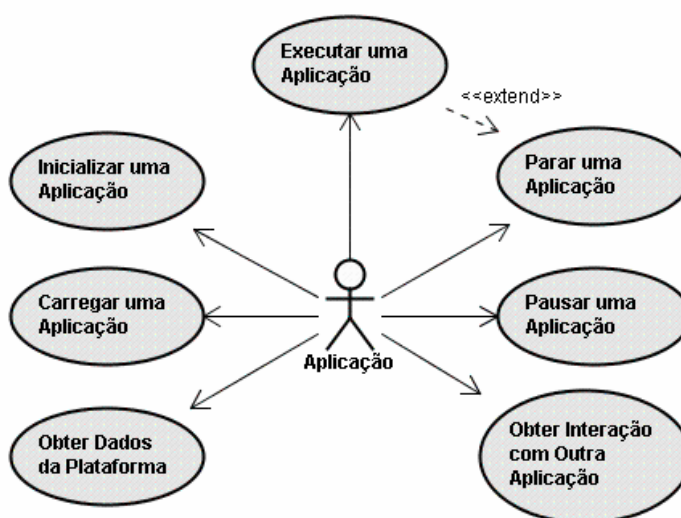 Executar uma
Aplicação
<<extend>>
Inicializar uma
Aplicação
Parar uma
Aplicação
Carregar uma
Aplicação
Pausar uma
Aplicação
Aplicação
Obter Dados
da Plataforma
Obter Interação
com Outra
Aplicação